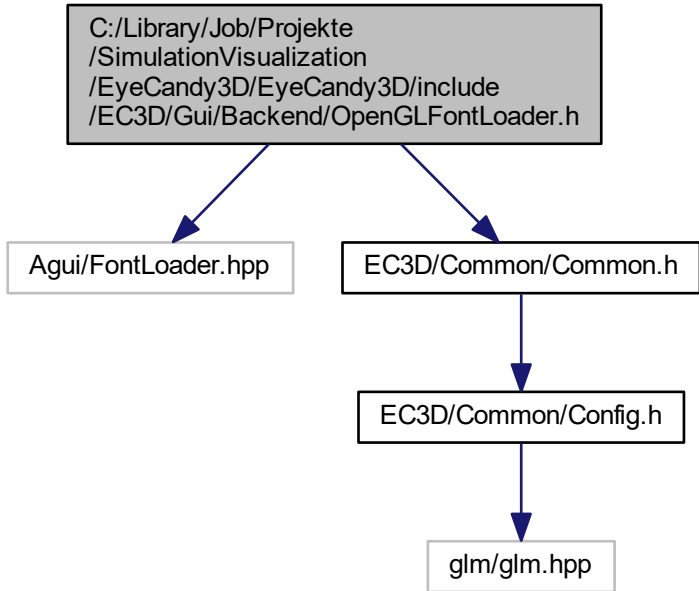 C:/Library/Job/Projekte
/SimulationVisualization
/EyeCandy3D/EyeCandy3D/include
/EC3D/Gui/Backend/OpenGLFontLoader.h
Agui/FontLoader.hpp
EC3D/Common/Common.h
EC3D/Common/Config.h
glm/glm.hpp